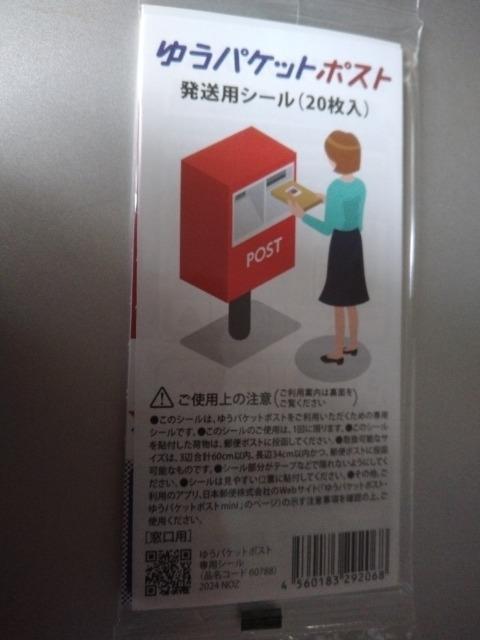 ゆうパケットポスト
発送用シール（20枚入）
POST
ご使用上の注意（ご利用案内は裏面をご覧ください）
●このシールは、ゆうパケットポストをご利用いただくための専用
シールです。●このシールのご使用は、1回に限ります。●このシール
を貼付した荷物は、郵便ポストに投函してください。●取扱可能なサ
イズは、3辺合計60cm以内、長辺34cm以内かつ、郵便ポストに投函
可能なものです。●シール部分がテープなどで隠れないようにしてく
ださい。●シールは見やすい位置に貼付してください。●その他、ご
利用のアプリ、日本郵便株式会社のWebサイト（「ゆうパケットポスト・
ゆうパケットポストmini」のページ）の示す注意事項を確認の上、ご
使用ください。
［窓口用］
ゆうパケットポスト
専用シール
（品名コード 60788）
2024 NOZ
4 560183 292068